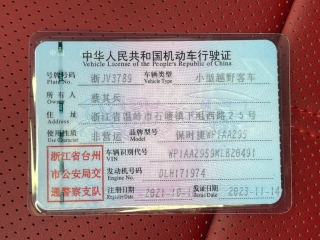 中华人民共和国机动车行驶证
Vehicle License of the People's Republic of China
号牌号码 浙JV3789 车辆类型 小型越野客车
Plate No. Vehicle Type
所有人 蔡其兵
Owner
住址 浙江省温岭市石塘镇下 西路25号
Address
使用性质 非营运 品牌型号 保时捷WP1AA295
浙江省台州 车辆识别代号 WP1AA2959MLB20491
VIN
市公安局交 发动机号码 DLH171974
Engine No.
通警察支队 注册日期 2021-10- 发证日期 2023-11-14
Register Date Issue Date